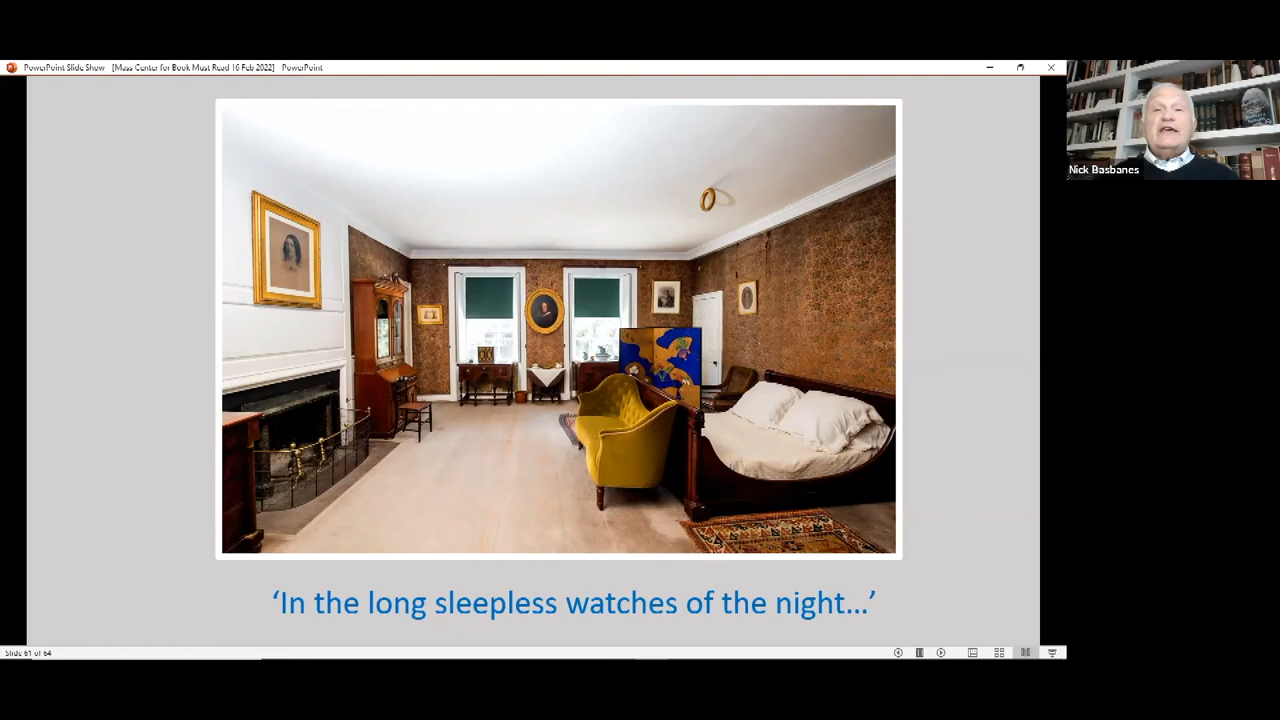 PowerPoint Slide Show - [Mass Center for Book Must Read 16 Feb 2022] - PowerPoint
Nick Basbanes
‘In the long sleepless watches of the night...’
Slide 61 of 64